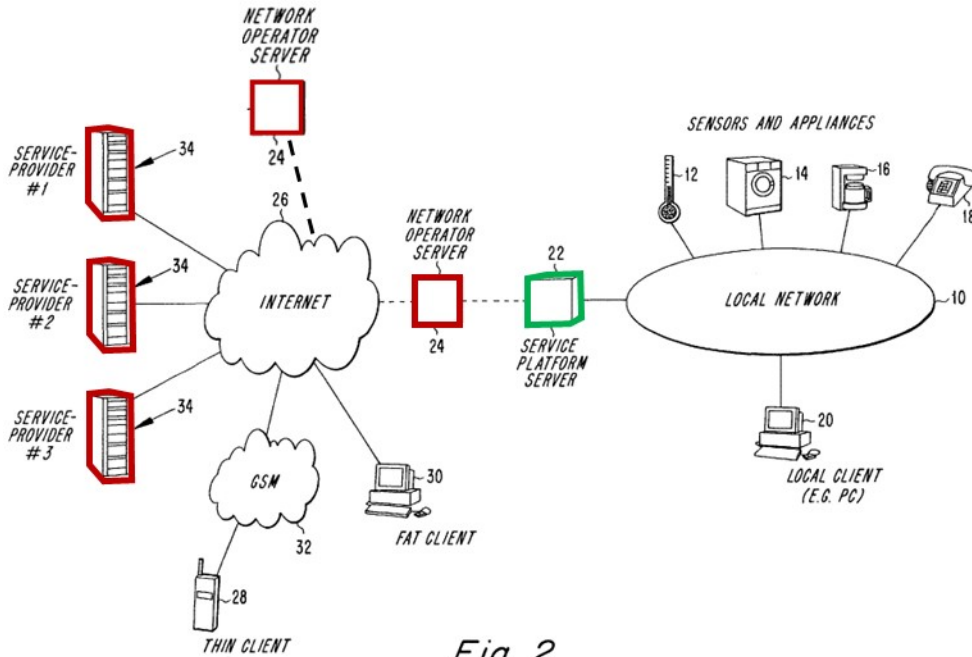 NETWORK
OPERATOR
SERVER
24
SERVICE-
PROVIDER
#1
34
SERVICE-
PROVIDER
#2
34
SERVICE-
PROVIDER
#3
34
26
INTERNET
NETWORK
OPERATOR
SERVER
24
22
SERVICE
PLATFORM
SERVER
SENSORS AND APPLIANCES
12
14
16
18
LOCAL NETWORK
10
20
LOCAL CLIENT
(E.G. PC)
GSM
32
30
FAT CLIENT
28
THIN CLIENT
Fig. 2